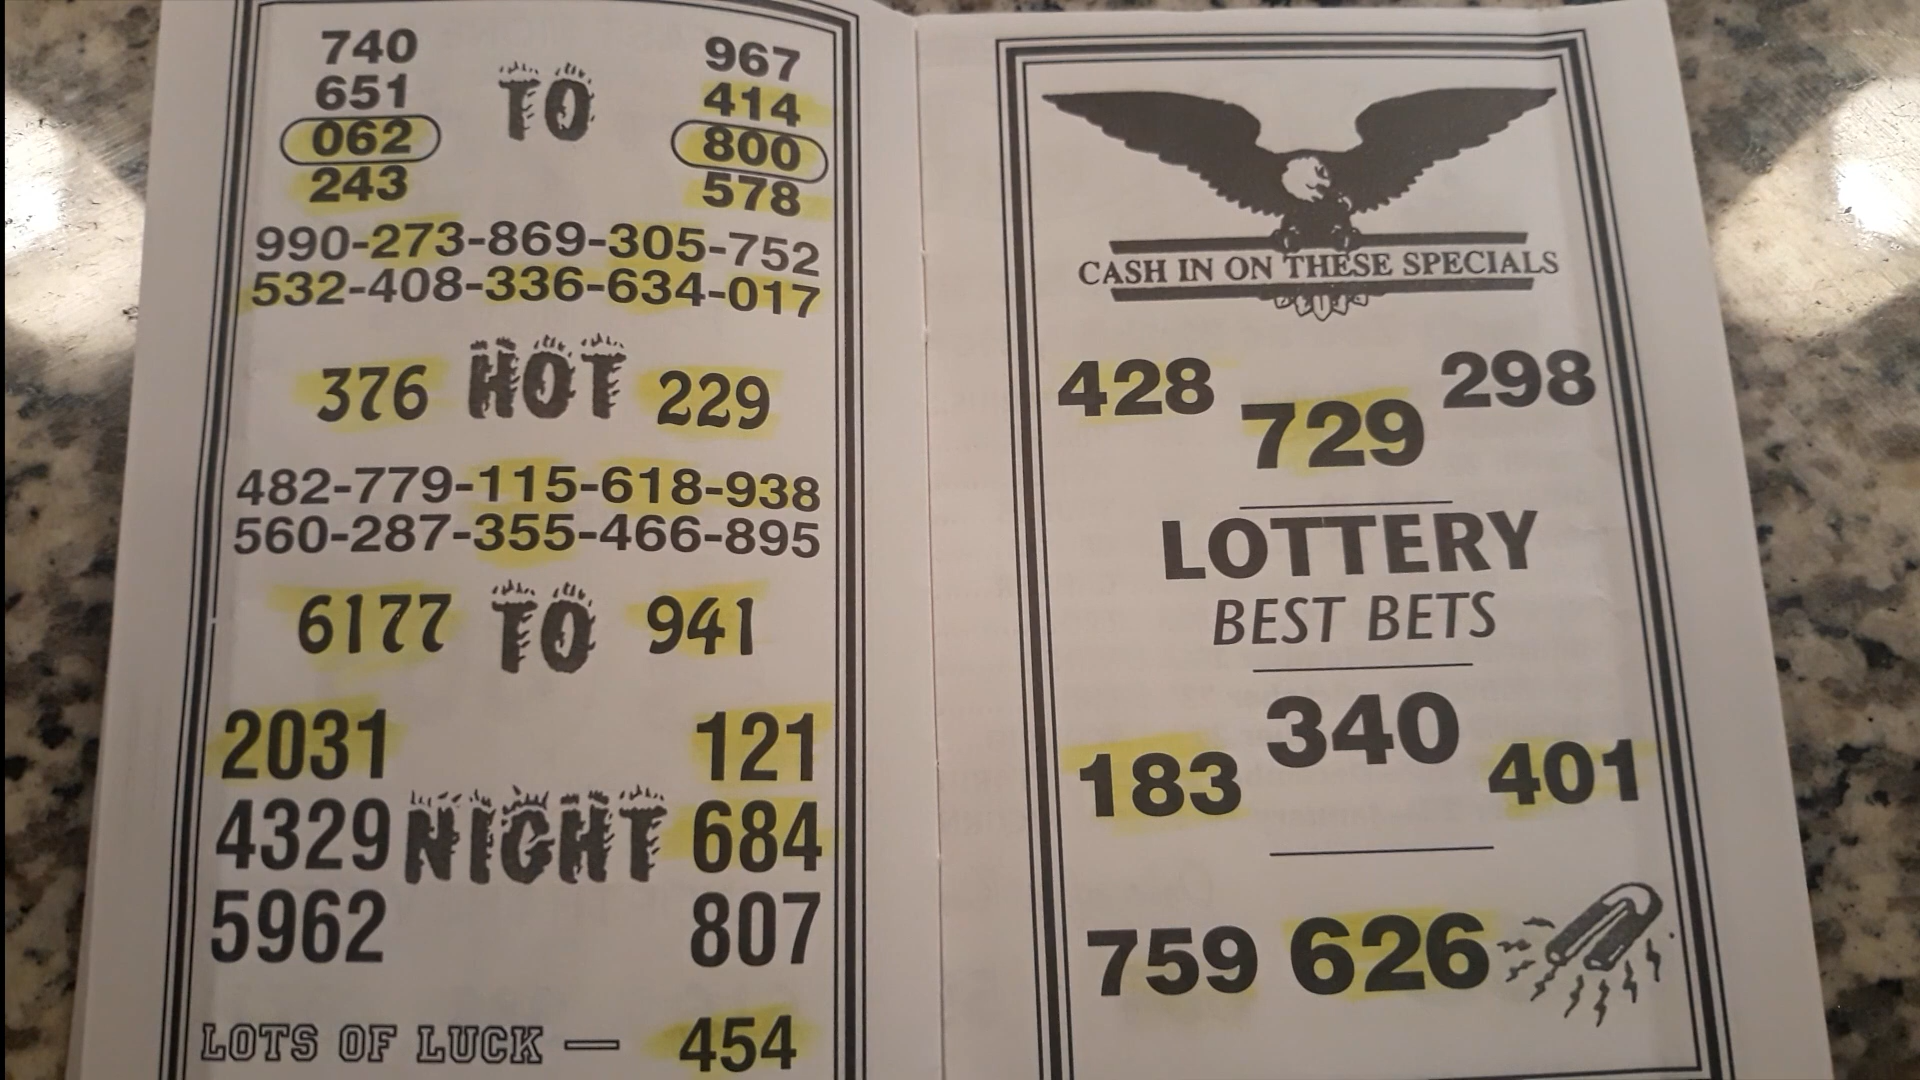 740 967
651 TO 414
062 800
243 578
990-273-869-305-752
532-408-336-634-017
376 HOT 229
482-779-115-618-938
560-287-355-466-895
6177 TO 941
2031 121
4329 NIGHT 684
5962 807
LOTS OF LUCK — 454
CASH IN ON THESE SPECIALS
428 729 298
LOTTERY
BEST BETS
340
183 401
759 626